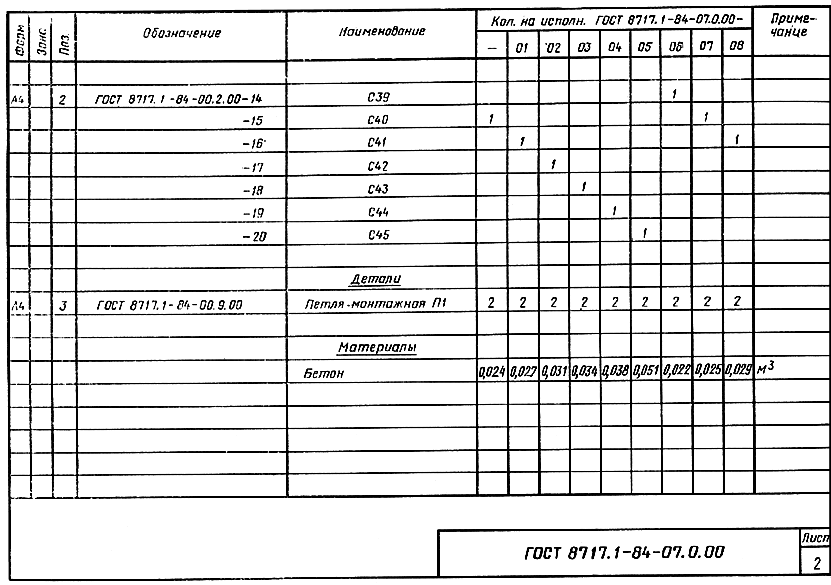 Форм. Зона Поз. Обозначение Наименование Кол. на исполн. ГОСТ 8717.1-84-07.0.00- Приме-
чание
— 01 02 03 04 05 06 07 08
А4 2 ГОСТ 8717.1-84-00.2.00-14 С39 1
-15 С40 1 1
-16 С41 1 1
-17 С42 1
-18 С43 1
-19 С44 1
-20 С45 1
Детали
А4 3 ГОСТ 8717.1-84-00.9.00 Петля монтажная П1 2 2 2 2 2 2 2 2 2
Материалы
Бетон 0,024 0,027 0,031 0,034 0,038 0,051 0,022 0,025 0,029 м³
ГОСТ 8717.1-84-07.0.00 Лист
2